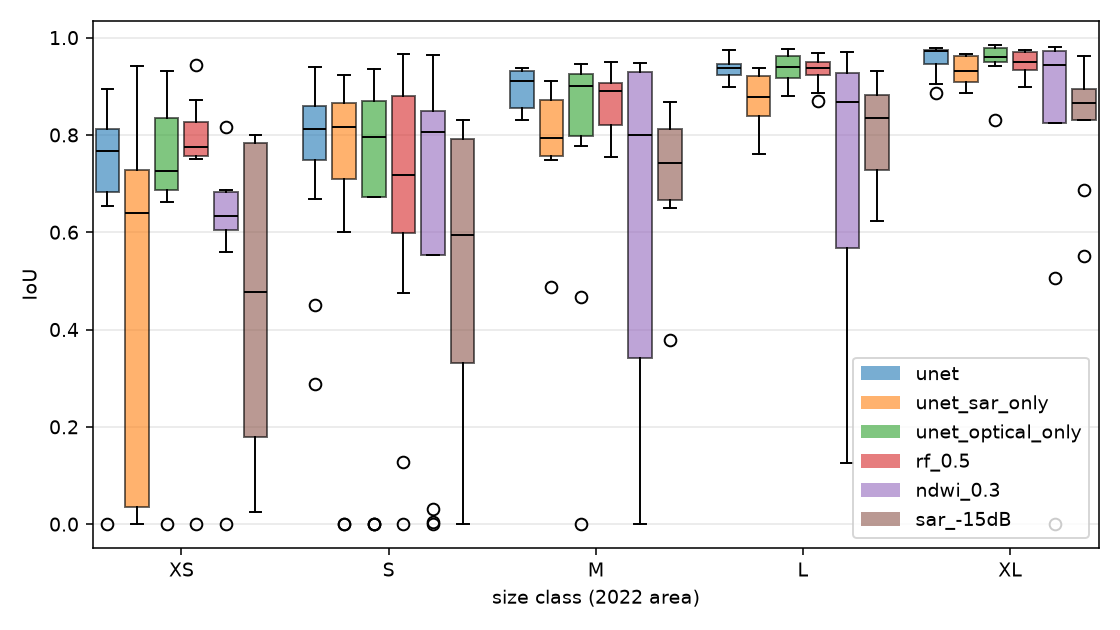 1.0
0.8
0.6
0.4
0.2
0.0
IoU
XS
S
M
L
XL
size class (2022 area)
unet
unet_sar_only
unet_optical_only
rf_0.5
ndwi_0.3
sar_-15dB